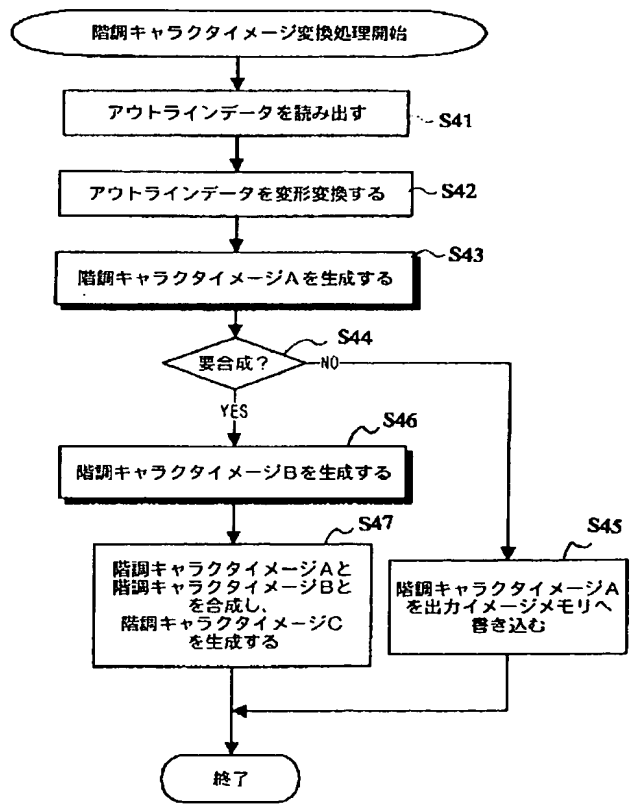 階調キャラクタイメージ変換処理開始
アウトラインデータを読み出す
S41
アウトラインデータを変形変換する
S42
S43
階調キャラクタイメージAを生成する
S44
要合成?
NO
YES
S46
階調キャラクタイメージBを生成する
S47
階調キャラクタイメージAと
階調キャラクタイメージBと
を合成し、
階調キャラクタイメージC
を生成する
S45
階調キャラクタイメージA
を出力イメージメモリへ
書き込む
終了